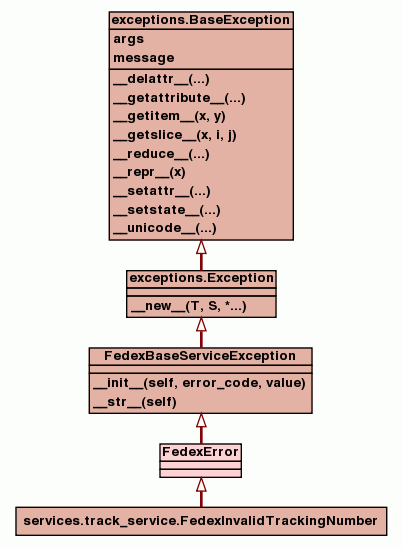 exceptions.BaseException
args
message
__delattr__(...)
__getattribute__(...)
__getitem__(x, y)
__getslice__(x, i, j)
__reduce__(...)
__repr__(x)
__setattr__(...)
__setstate__(...)
__unicode__(...)
exceptions.Exception
__new__(T, S, *...)
FedexBaseServiceException
__init__(self, error_code, value)
__str__(self)
FedexError
services.track_service.FedexInvalidTrackingNumber